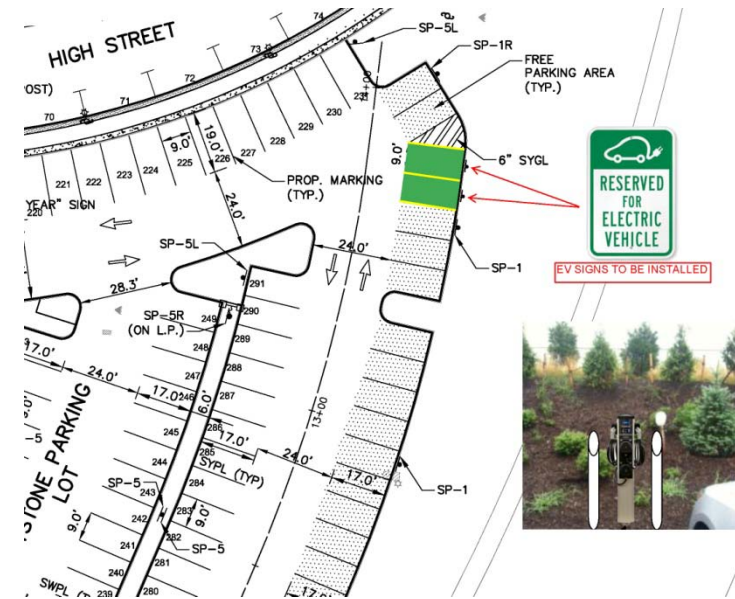 HIGH STREET
74
73
72
71
70
POST)
SP-5L
SP-1R
FREE
PARKING AREA
(TYP.)
13+00
230
229
228
227
226
225
224
223
222
221
220
19.0'
9.0'
9.0'
6" SYGL
PROP. MARKING
(TYP.)
YEAR" SIGN
24.0'
SP-5L
24.0'
28.3'
SP-1
SP-5R
(ON L.P.)
291
290
289
288
287
286
285
284
283
282
281
280
249
248
247
246
245
244
243
242
241
240
239
17.0'
24.0'
17.0'
6.0'
17.0'
24.0'
17.0'
13+00
SYPL (TYP)
SP-1
STONE PARKING
LOT
SP-5
9.0'
9.0'
SP-5
SWPL
17.0'
RESERVED
FOR
ELECTRIC
VEHICLE
EV SIGNS TO BE INSTALLED